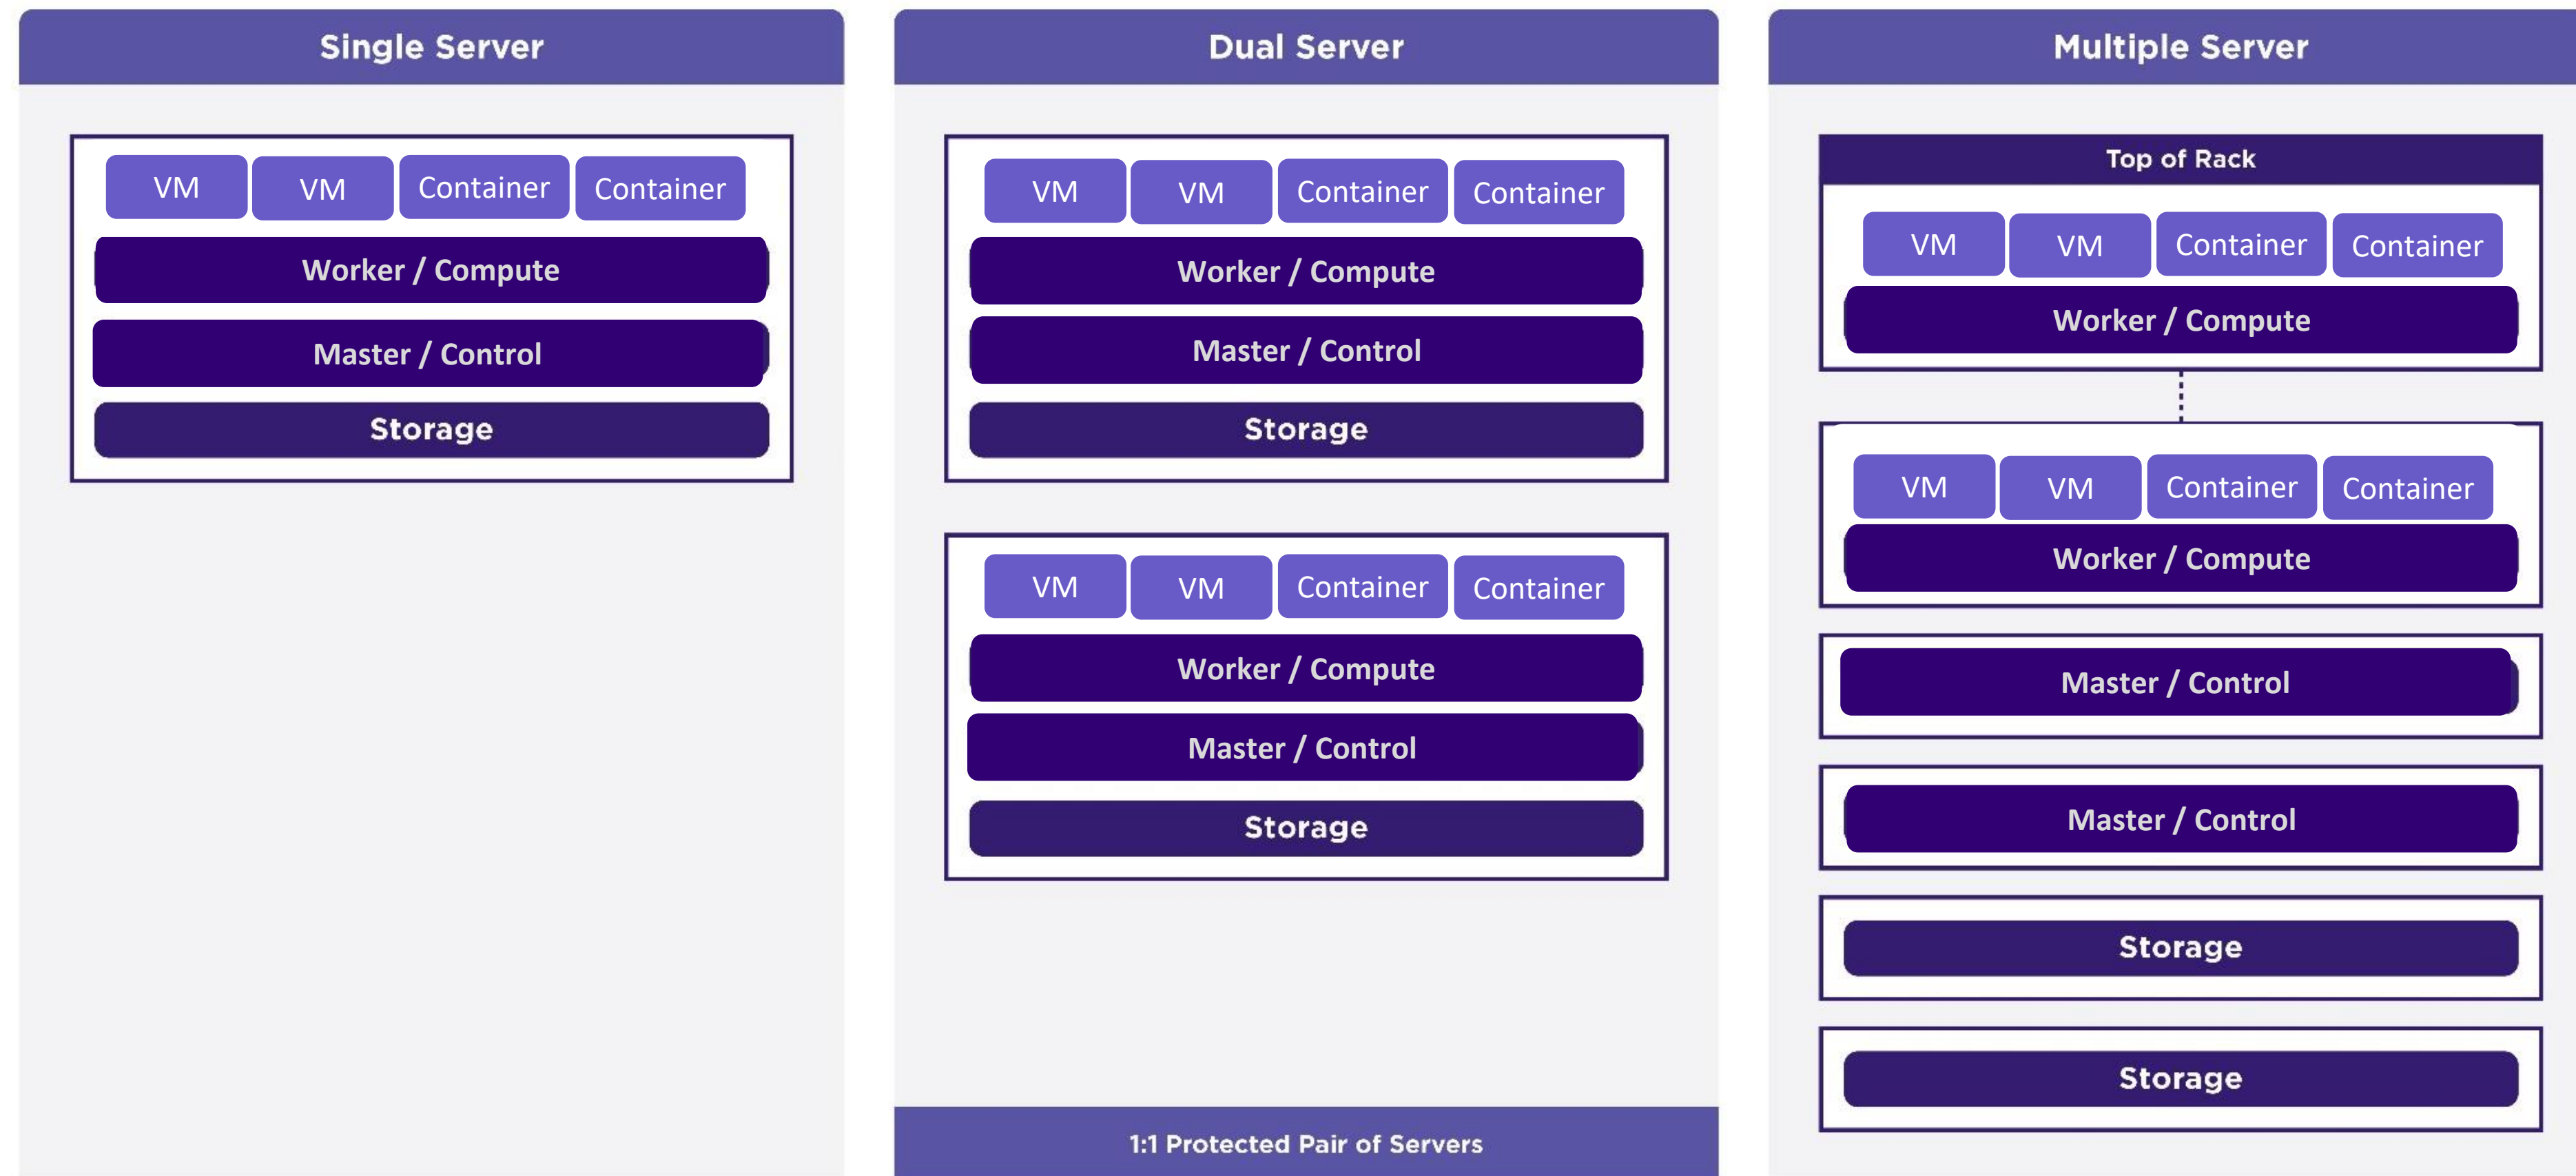 Single Server
VM VM Container Container
Worker / Compute
Master / Control
Storage
Dual Server
VM VM Container Container
Worker / Compute
Master / Control
Storage
VM VM Container Container
Worker / Compute
Master / Control
Storage
1:1 Protected Pair of Servers
Multiple Server
Top of Rack
VM VM Container Container
Worker / Compute
VM VM Container Container
Worker / Compute
Master / Control
Master / Control
Storage
Storage